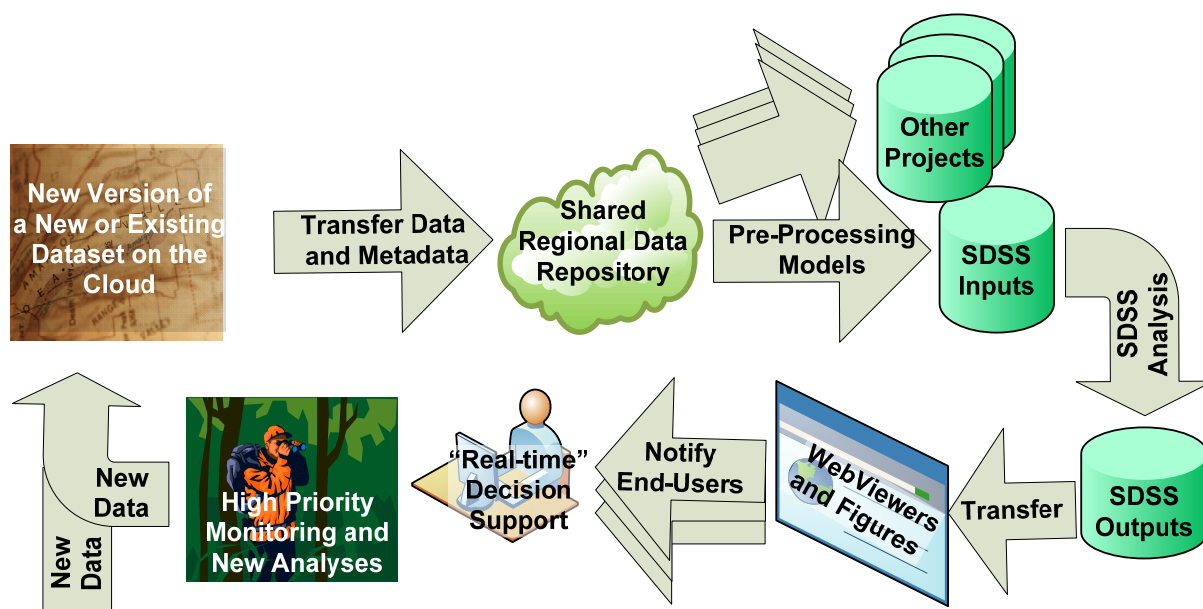 New Version of
a New or Existing
Dataset on the
Cloud
Transfer Data
and Metadata
Shared
Regional Data
Repository
Pre-Processing
Models
Other
Projects
SDSS
Inputs
SDSS
Analysis
SDSS
Outputs
Transfer
WebViewers
and Figures
Notify
End-Users
“Real-time”
Decision
Support
High Priority
Monitoring and
New Analyses
New
Data
New
Data